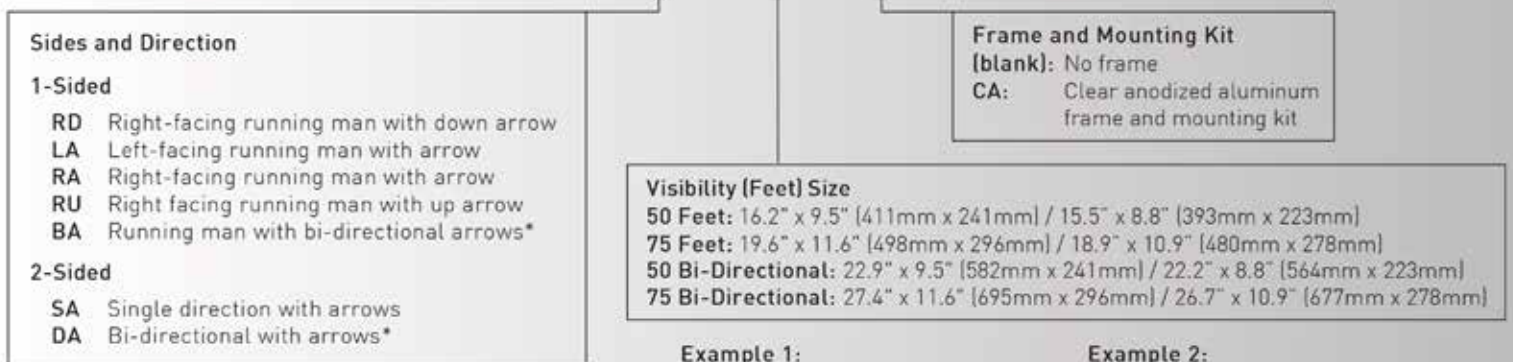 Sides and Direction
1-Sided
RD Right-facing running man with down arrow
LA Left-facing running man with arrow
RA Right-facing running man with arrow
RU Right facing running man with up arrow
BA Running man with bi-directional arrows*
2-Sided
SA Single direction with arrows
DA Bi-directional with arrows*
Frame and Mounting Kit
(blank): No frame
CA: Clear anodized aluminum
frame and mounting kit
Visibility (Feet) Size
50 Feet: 16.2" x 9.5" (411mm x 241mm) / 15.5" x 8.8" (393mm x 223mm)
75 Feet: 19.6" x 11.6" (498mm x 296mm) / 18.9" x 10.9" (480mm x 278mm)
50 Bi-Directional: 22.9" x 9.5" (582mm x 241mm) / 22.2" x 8.8" (564mm x 223mm)
75 Bi-Directional: 27.4" x 11.6" (695mm x 296mm) / 26.7" x 10.9" (677mm x 278mm)
Example 1: Example 2: